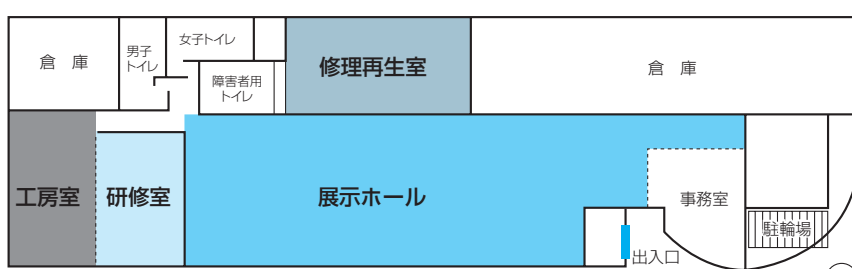 倉 庫
男子
トイレ
女子トイレ
障害者用
トイレ
修理再生室
倉 庫
工房室
研修室
展示ホール
事務室
駐輪場
出入口